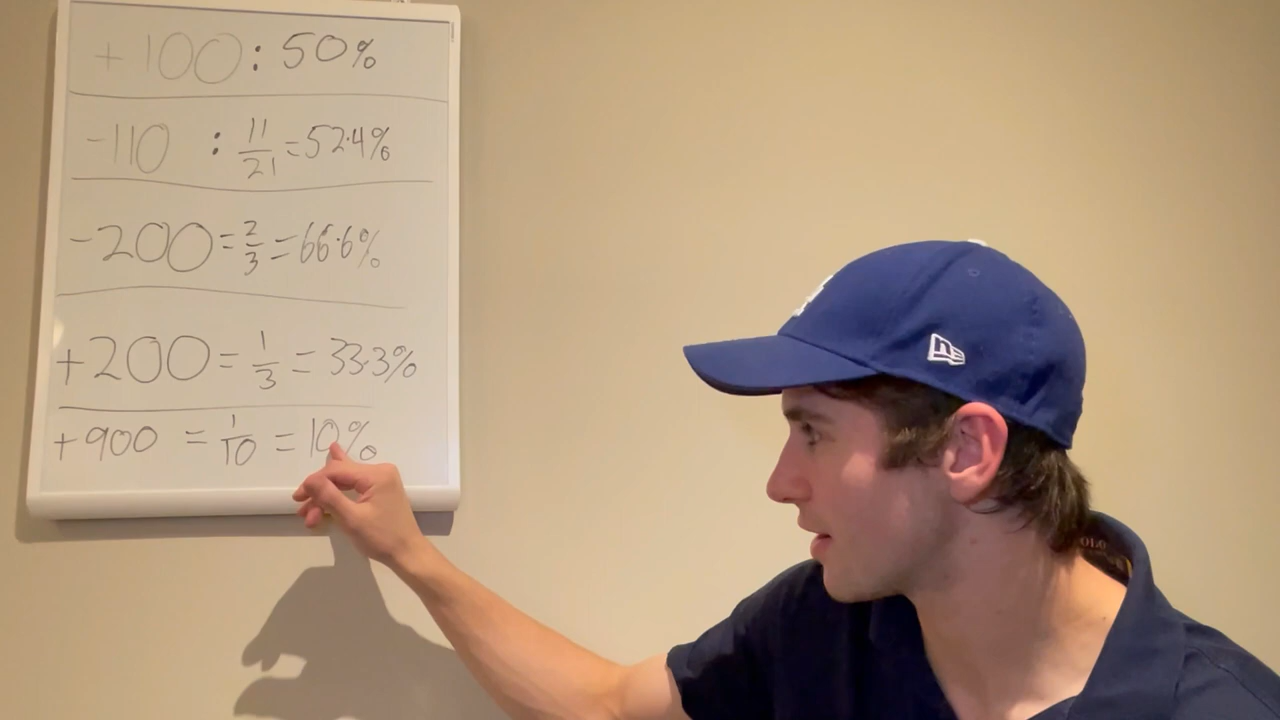 +100: 50%
-110 : 11/21 = 52.4%
-200 = 2/3 = 66.6%
+200 = 1/3 = 33.3%
+900 = 1/10 = 10%